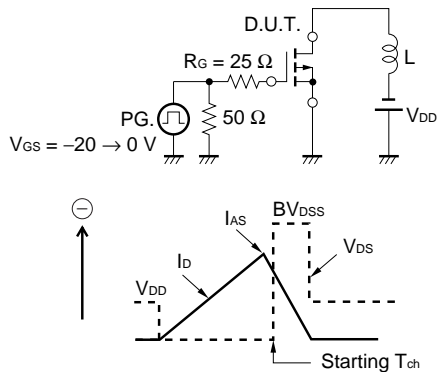 D.U.T.
RG = 25 Ω
L
PG.
50 Ω
VDD
VGS = −20 → 0 V
⊖
BVDSS
IAS
ID
VDS
VDD
Starting Tch